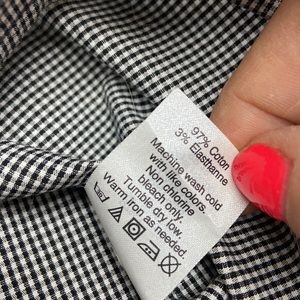 97% Coton
3% Elasthanne
Machine wash cold
with like colors.
Non chlorine
bleach only.
Tumble dry low.
Warm iron as needed.